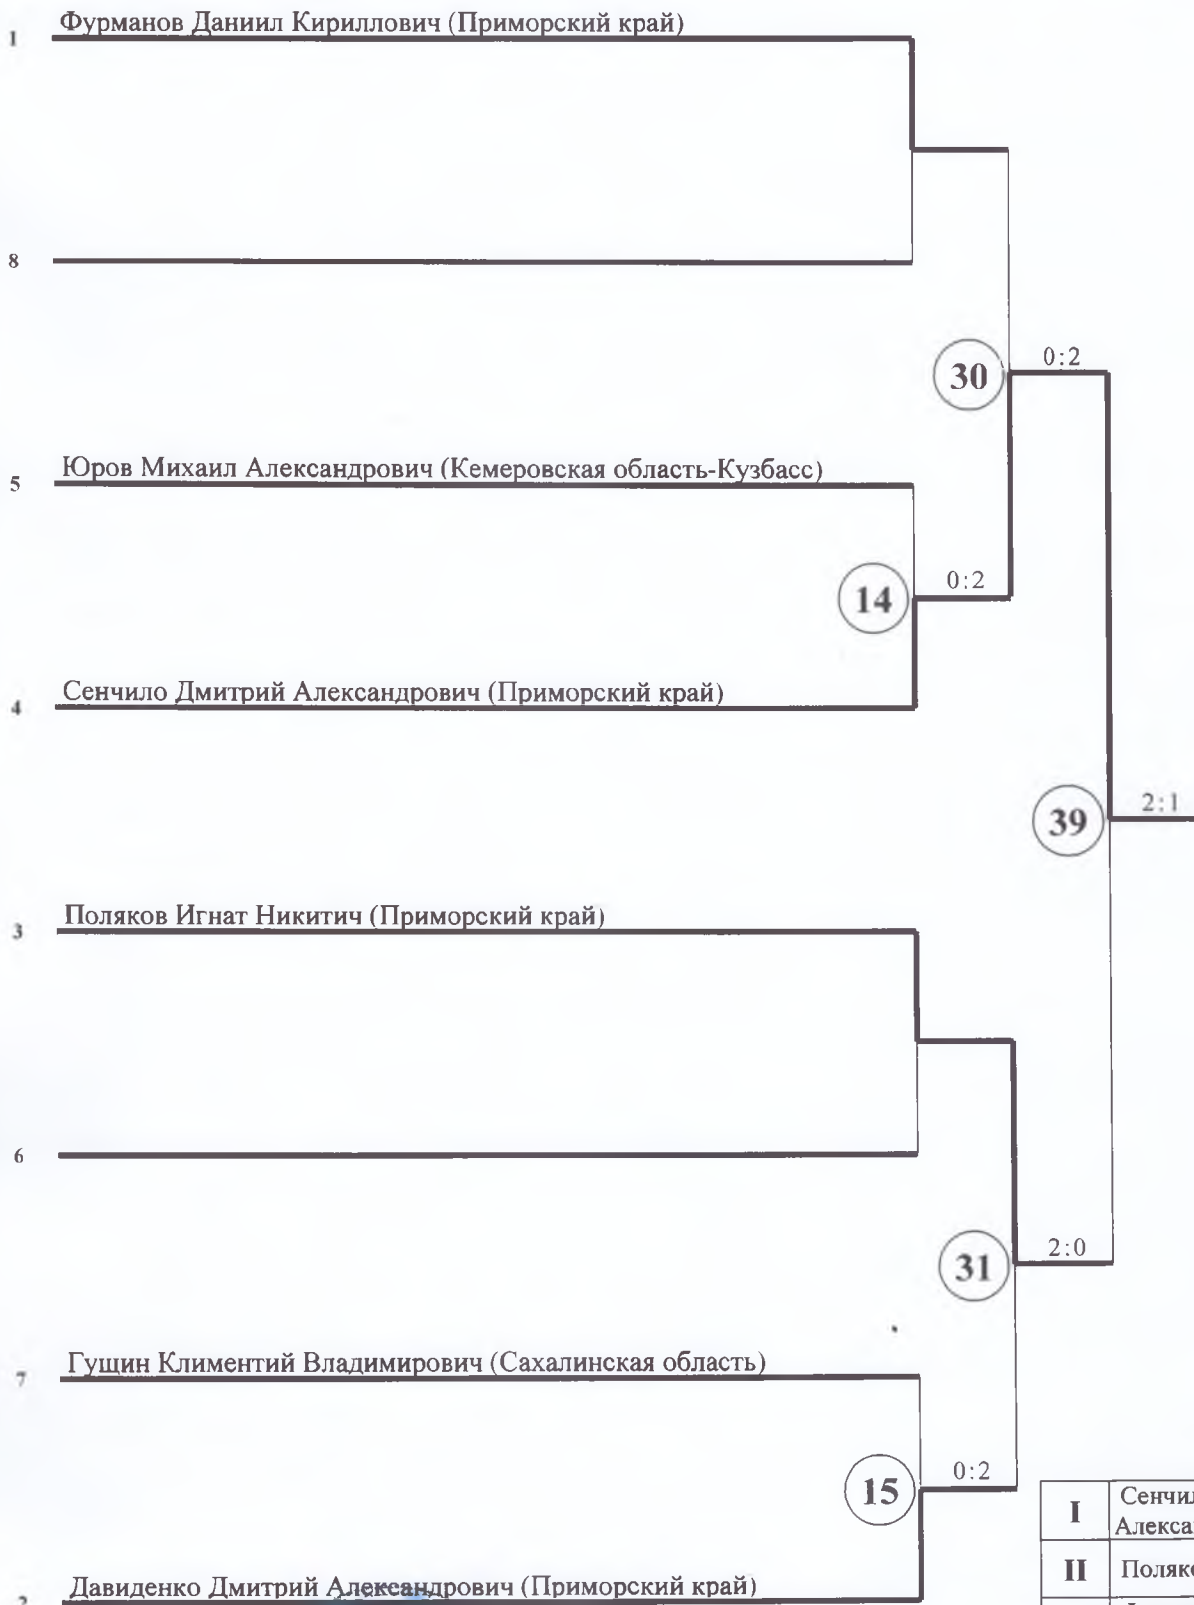 1 Фурманов Даниил Кириллович (Приморский край)
8
30 0:2
5 Юров Михаил Александрович (Кемеровская область-Кузбасс)
14 0:2
4 Сенчило Дмитрий Александрович (Приморский край)
39 2:1
3 Поляков Игнат Никитич (Приморский край)
6
31 2:0
7 Гущин Климентий Владимирович (Сахалинская область)
15 0:2
I
II
Давиденко Дмитрий Александрович (Приморский край)